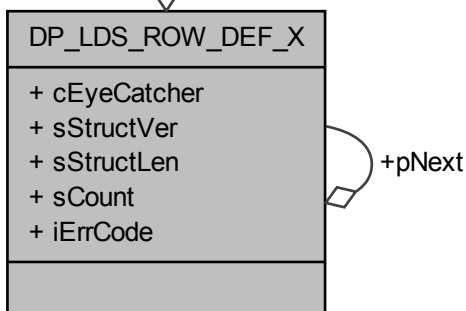 DP_LDS_ROW_DEF_X
+ cEyeCatcher
+ sStructVer
+ sStructLen
+ sCount
+ iErrCode
+pNext